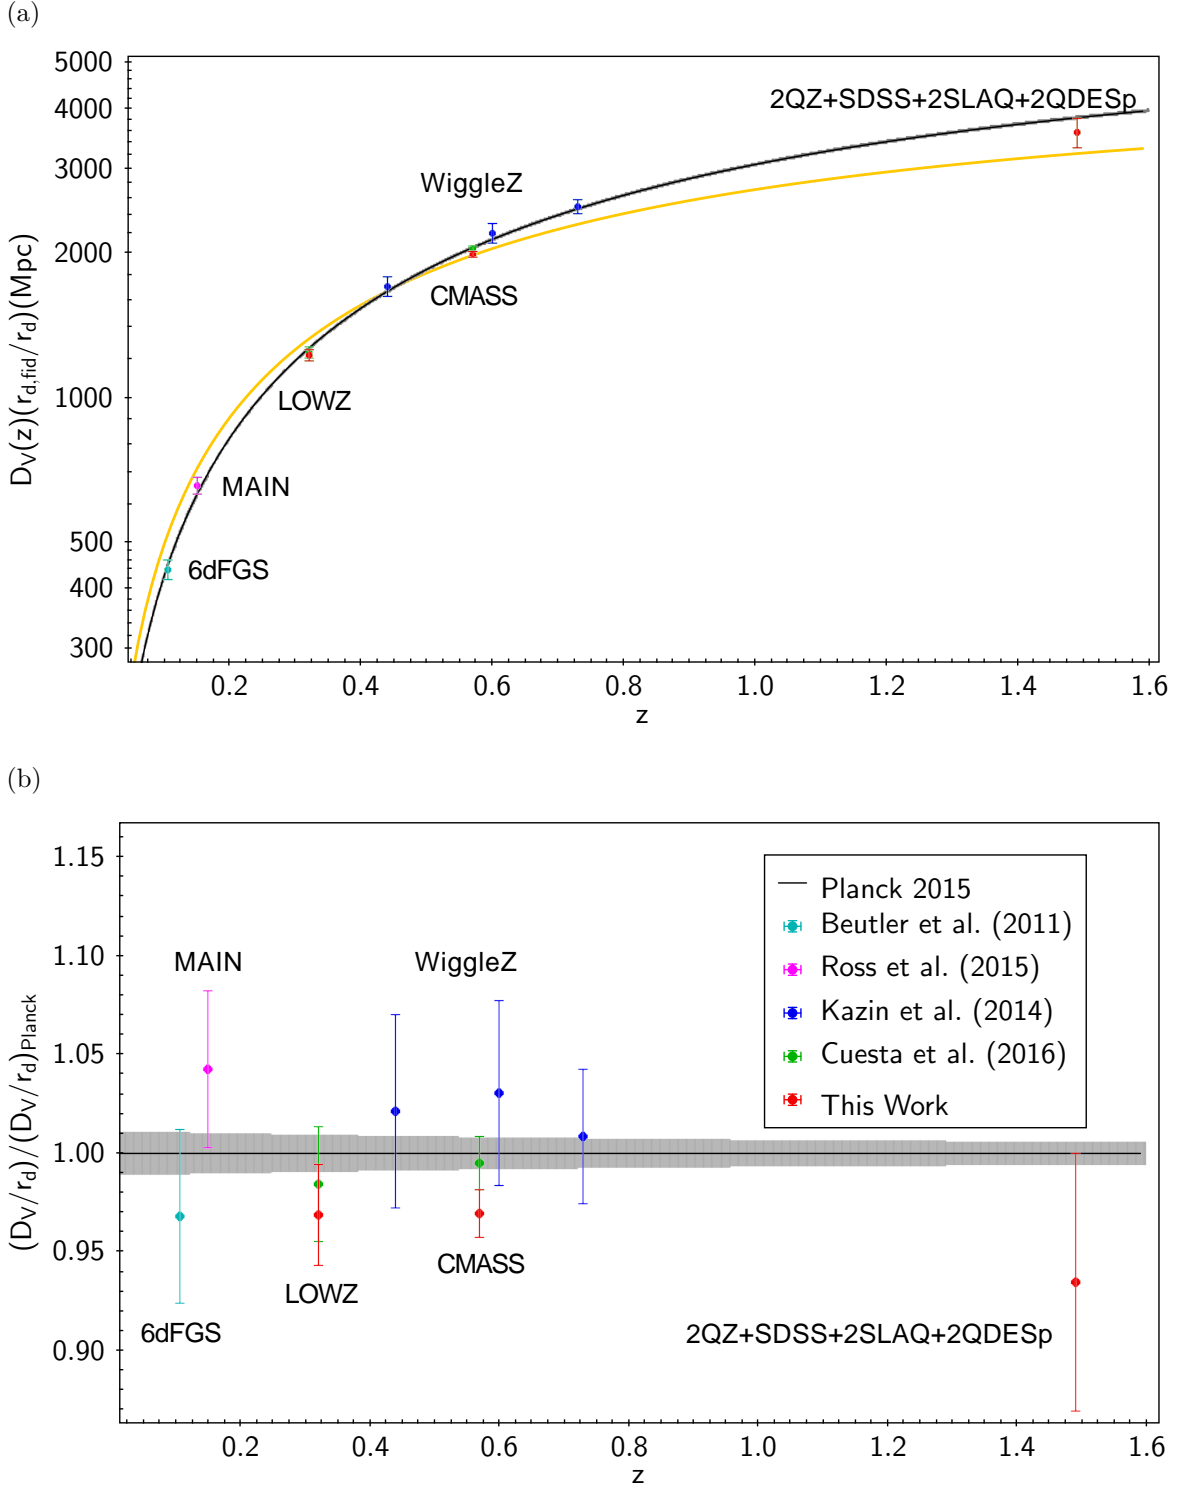 (a)
5000
4000
3000
2000
1000
500
400
300
D_V(z)(r_{d,fid}/r_d)(Mpc)
2QZ+SDSS+2SLAQ+2QDESp
WiggleZ
CMASS
LOWZ
MAIN
6dFGS
0.2 0.4 0.6 0.8 1.0 1.2 1.4 1.6
z
(b)
1.15
1.10
1.05
1.00
0.95
0.90
(D_V/r_d)/(D_V/r_d)_{Planck}
Planck 2015
Beutler et al. (2011)
Ross et al. (2015)
Kazin et al. (2014)
Cuesta et al. (2016)
This Work
MAIN
WiggleZ
CMASS
LOWZ
6dFGS
2QZ+SDSS+2SLAQ+2QDESp
0.2 0.4 0.6 0.8 1.0 1.2 1.4 1.6
z